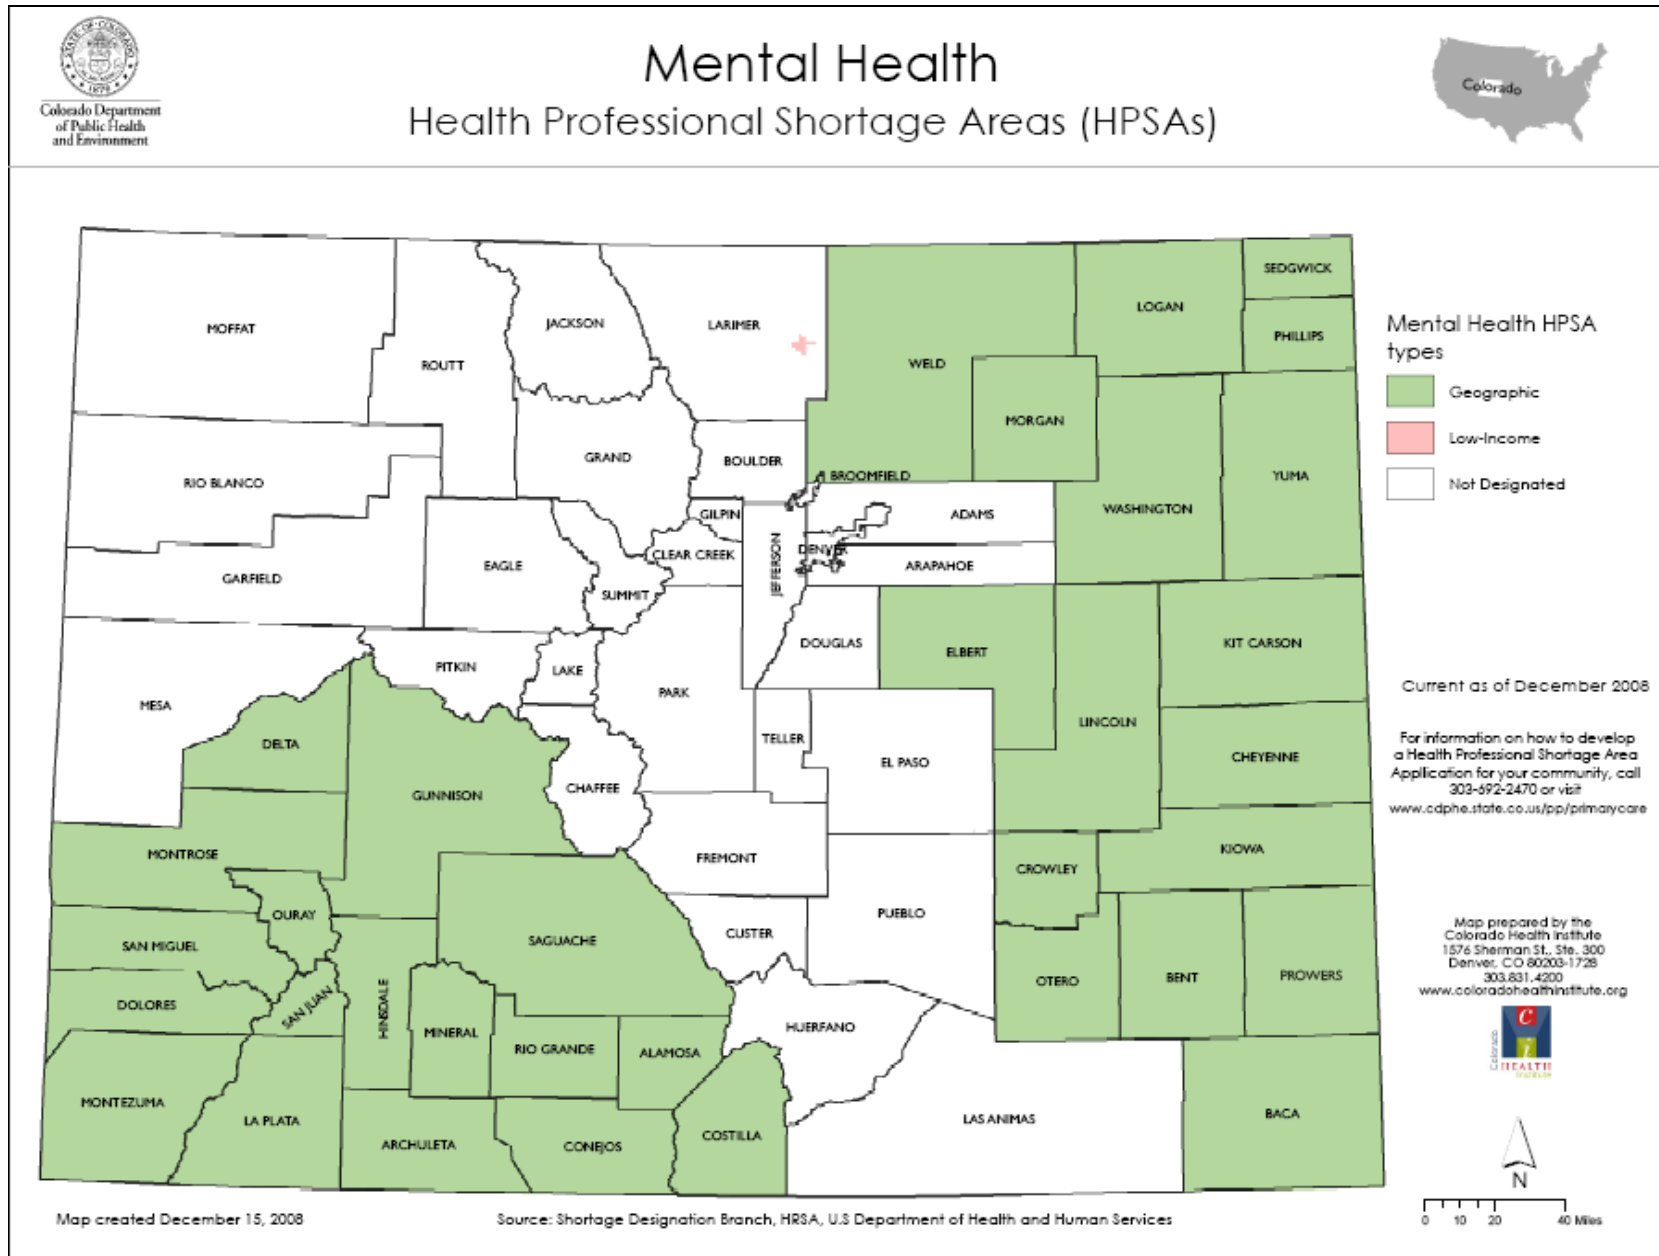 STATE OF COLORADO
1876
Colorado Department
of Public Health
and Environment
Mental Health
Health Professional Shortage Areas (HPSAs)
Colorado
MOFFAT
ROUTT
JACKSON
LARIMER
WELD
LOGAN
SEDGWICK
PHILLIPS
MORGAN
RIO BLANCO
GRAND
BOULDER
BROOMFIELD
WASHINGTON
YUMA
GARFIELD
EAGLE
SUMMIT
GILPIN
CLEAR CREEK
JEFFERSON
DENVER
ADAMS
ARAPAHOE
MESA
PITKIN
LAKE
PARK
DOUGLAS
ELBERT
LINCOLN
KIT CARSON
DELTA
GUNNISON
CHAFFEE
TELLER
EL PASO
CHEYENNE
MONTROSE
FREMONT
CROWLEY
KIOWA
OURAY
SAN MIGUEL
SAGUACHE
CUSTER
PUEBLO
OTERO
BENT
PROWERS
DOLORES
SAN JUAN
HINSDALE
MINERAL
RIO GRANDE
ALAMOSA
HUERFANO
MONTEZUMA
LA PLATA
ARCHULETA
CONEJOS
COSTILLA
LAS ANIMAS
BACA
Mental Health HPSA
types
Geographic
Low-Income
Not Designated
Current as of December 2008
For information on how to develop
a Health Professional Shortage Area
Appllication for your community, call
303-692-2470 or visit
www.cdphe.state.co.us/pp/primarycare
Map prepared by the
Colorado Health Institute
1576 Sherman St., Ste. 300
Denver, CO 80203-1728
303.831.4200
www.coloradohealthinstitute.org
Colorado
C
i
HEALTH
Institute
N
0 10 20 40 Miles
Map created December 15, 2008
Source: Shortage Designation Branch, HRSA, U.S Department of Health and Human Services